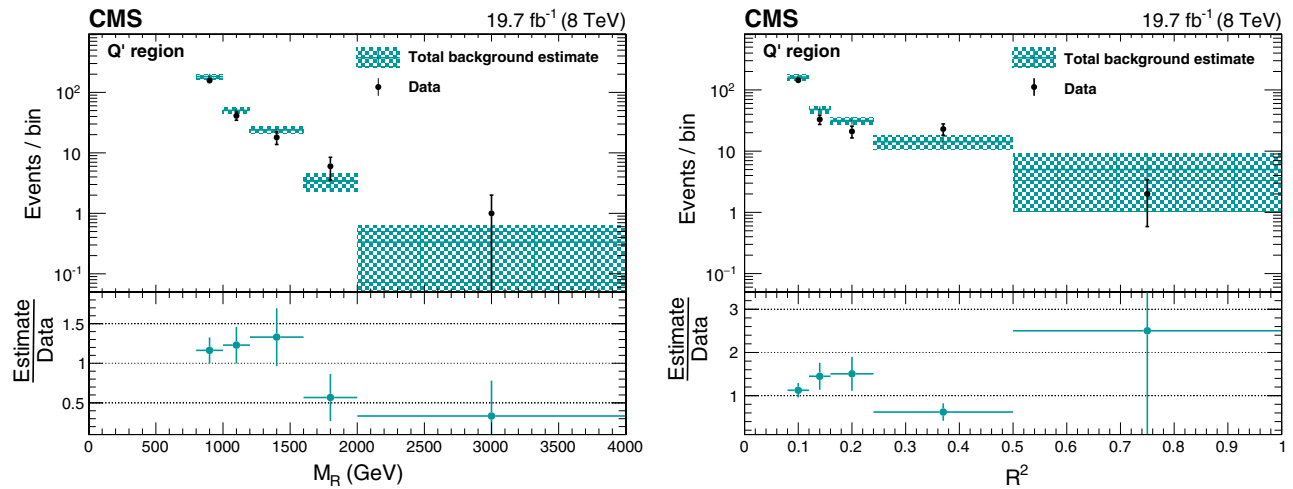 CMS 19.7 fb⁻¹ (8 TeV)
Q' region
Total background estimate
Data
Events / bin
10²
10
1
10⁻¹
Estimate
Data
1.5
1
0.5
0 500 1000 1500 2000 2500 3000 3500 4000
M_R (GeV)
CMS 19.7 fb⁻¹ (8 TeV)
Q' region
Total background estimate
Data
Events / bin
10²
10
1
10⁻¹
Estimate
Data
3
2
1
0 0.1 0.2 0.3 0.4 0.5 0.6 0.7 0.8 0.9 1
R²